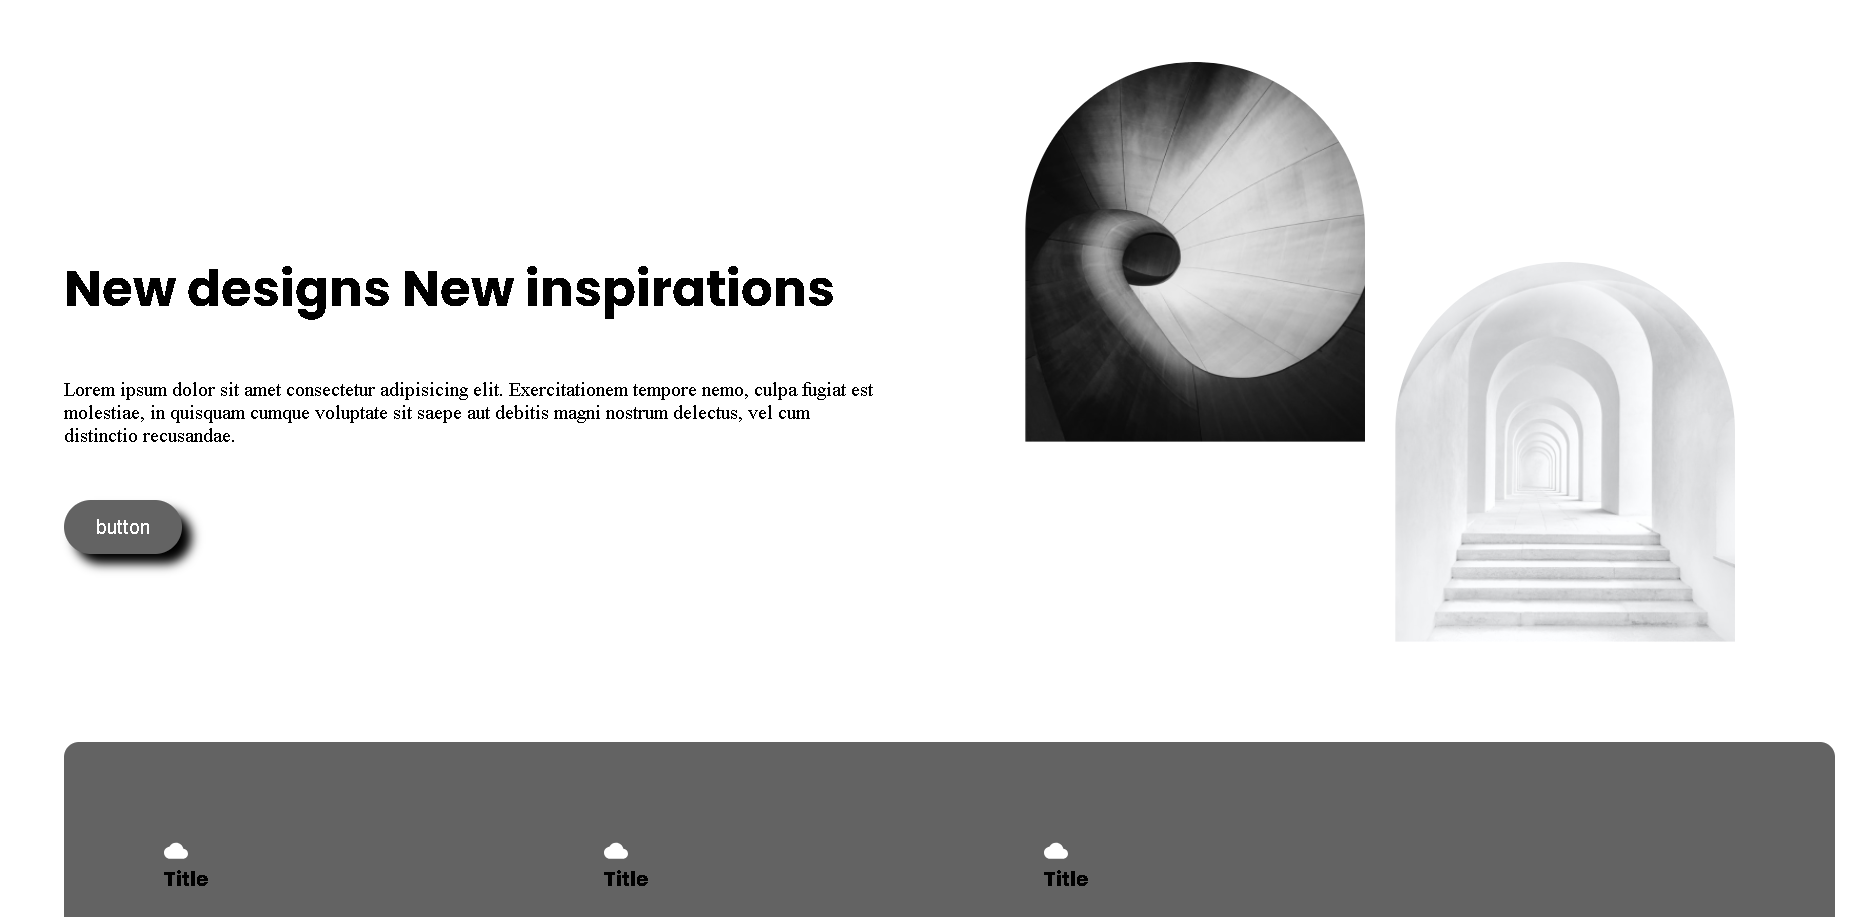 New designs New inspirations
Lorem ipsum dolor sit amet consectetur adipisicing elit. Exercitationem tempore nemo, culpa fugiat est
molestiae, in quisquam cumque voluptate sit saepe aut debitis magni nostrum delectus, vel cum
distinctio recusandae.
button
Title
Title
Title